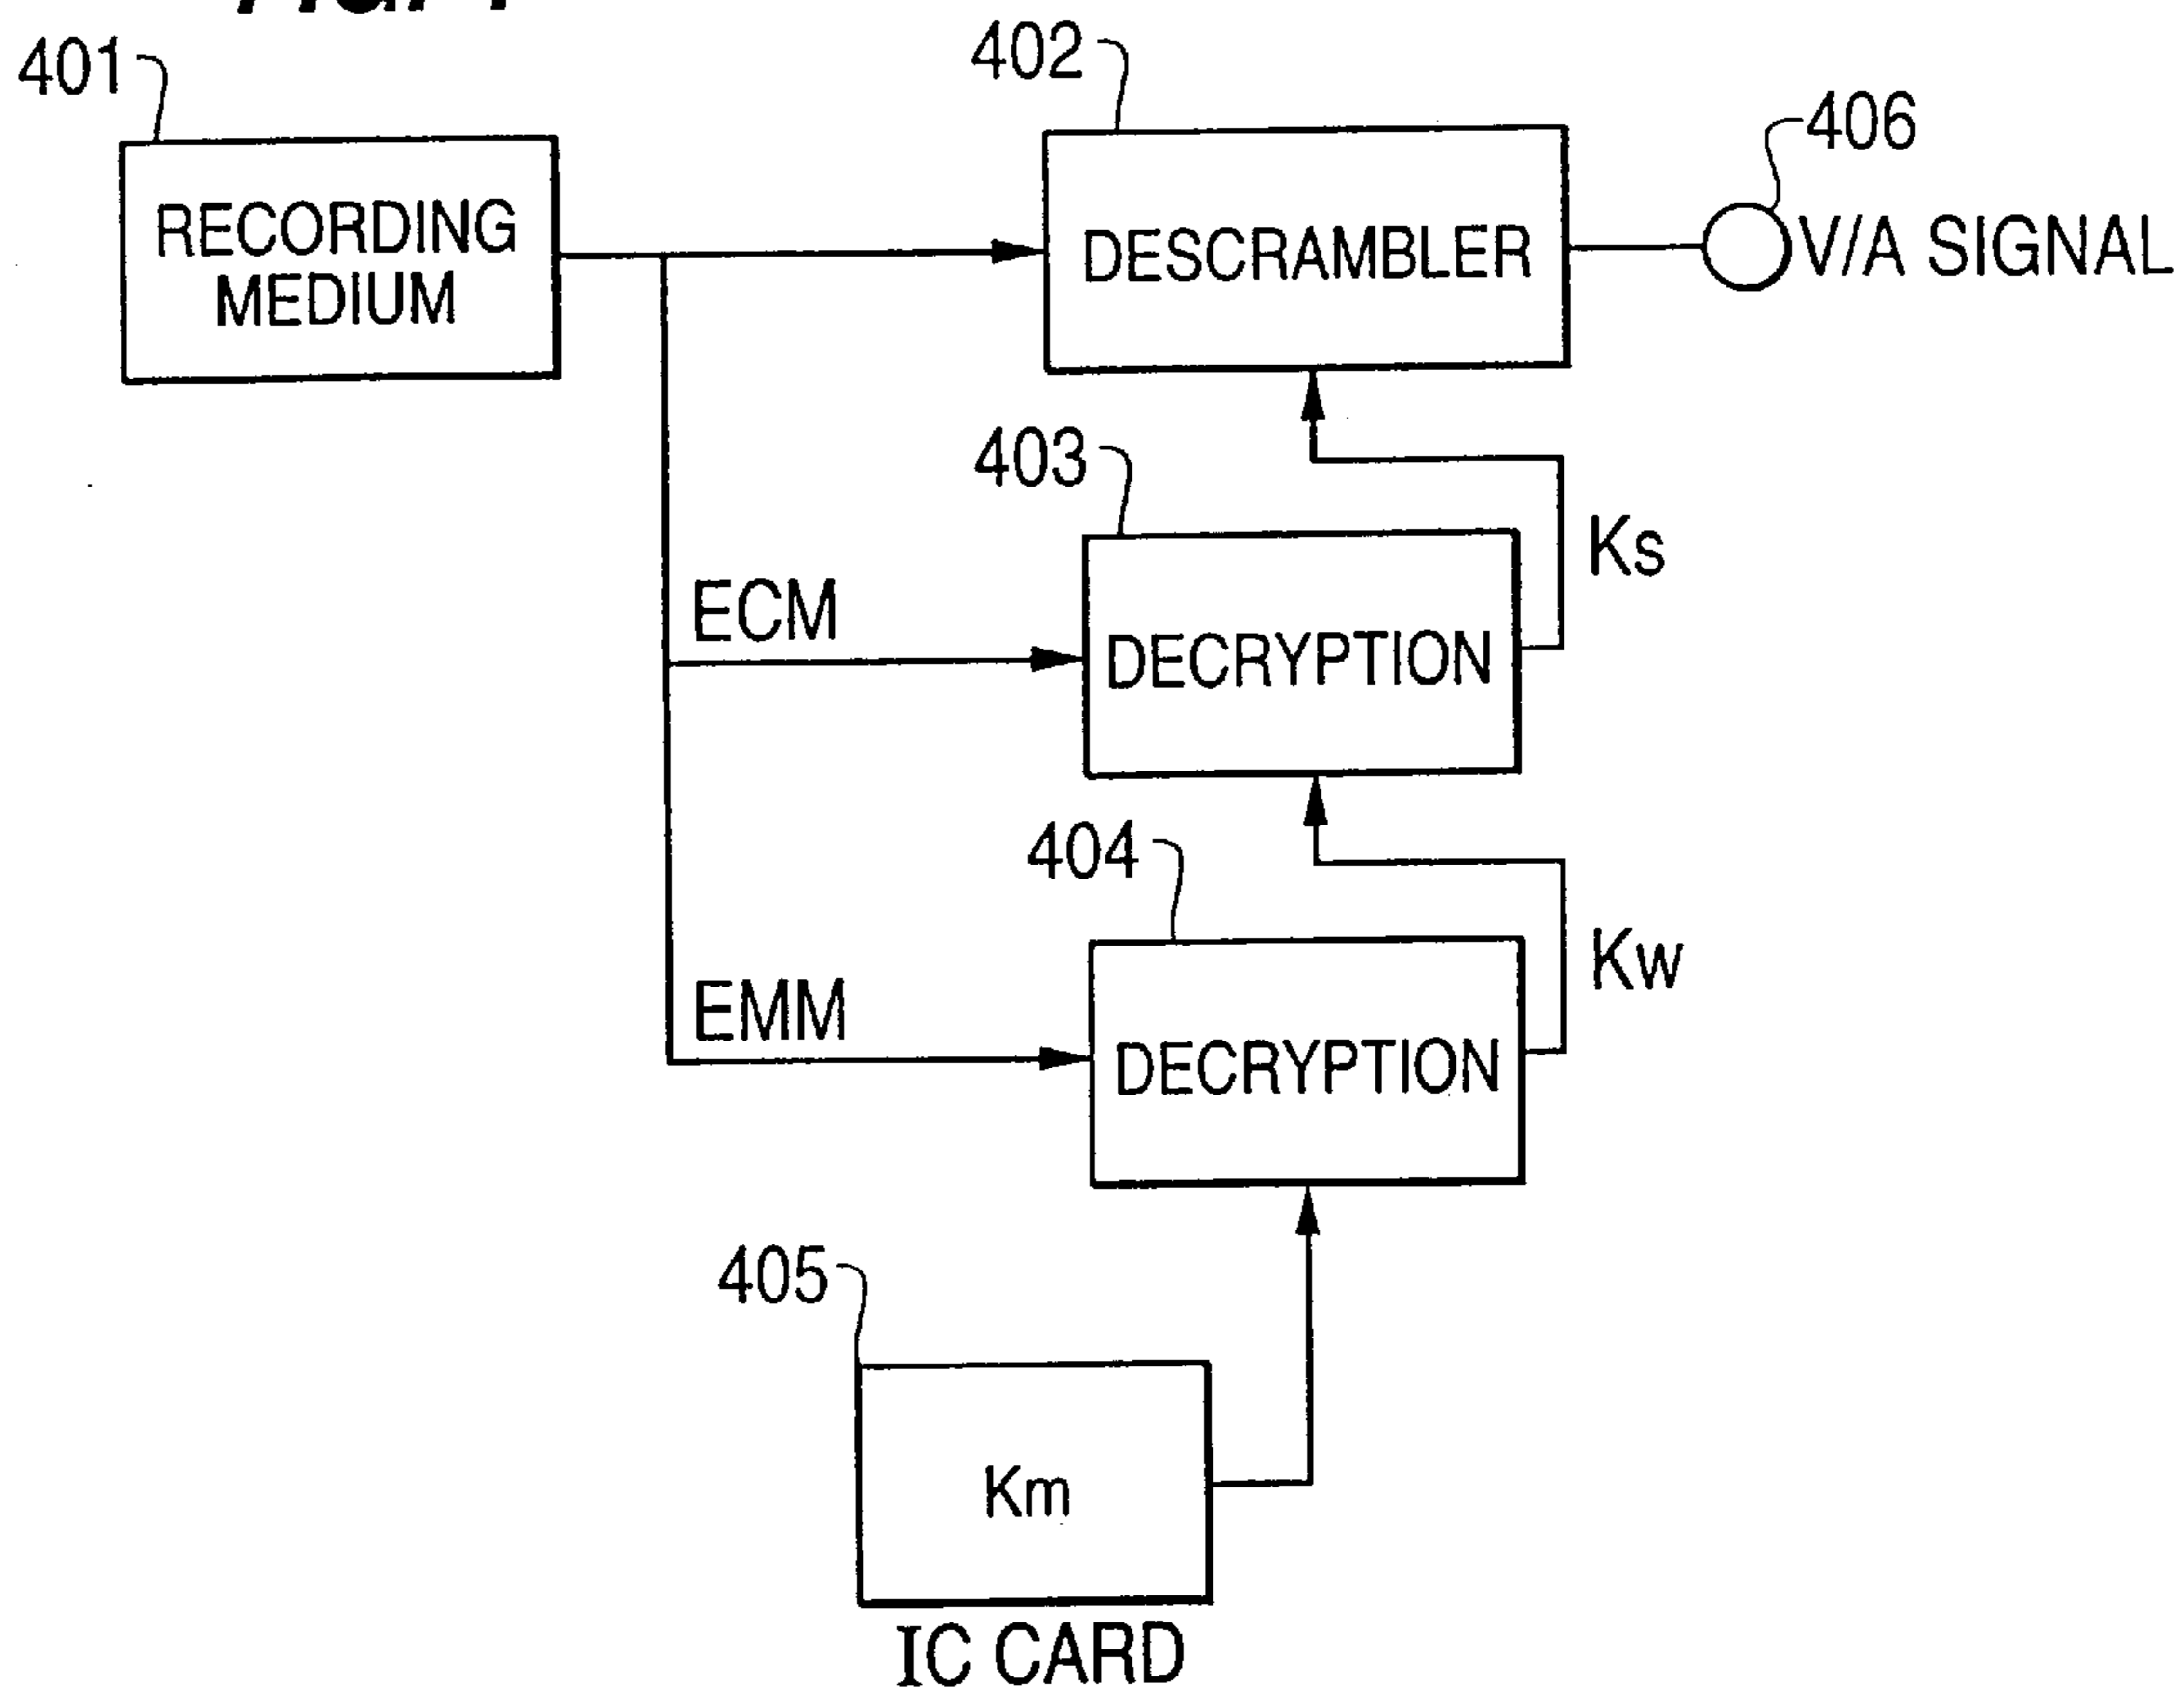 401
402
406
RECORDING
MEDIUM
DESCRAMBLER
V/A SIGNAL
403
Ks
ECM
DECRYPTION
404
Kw
EMM
DECRYPTION
405
Km
IC CARD